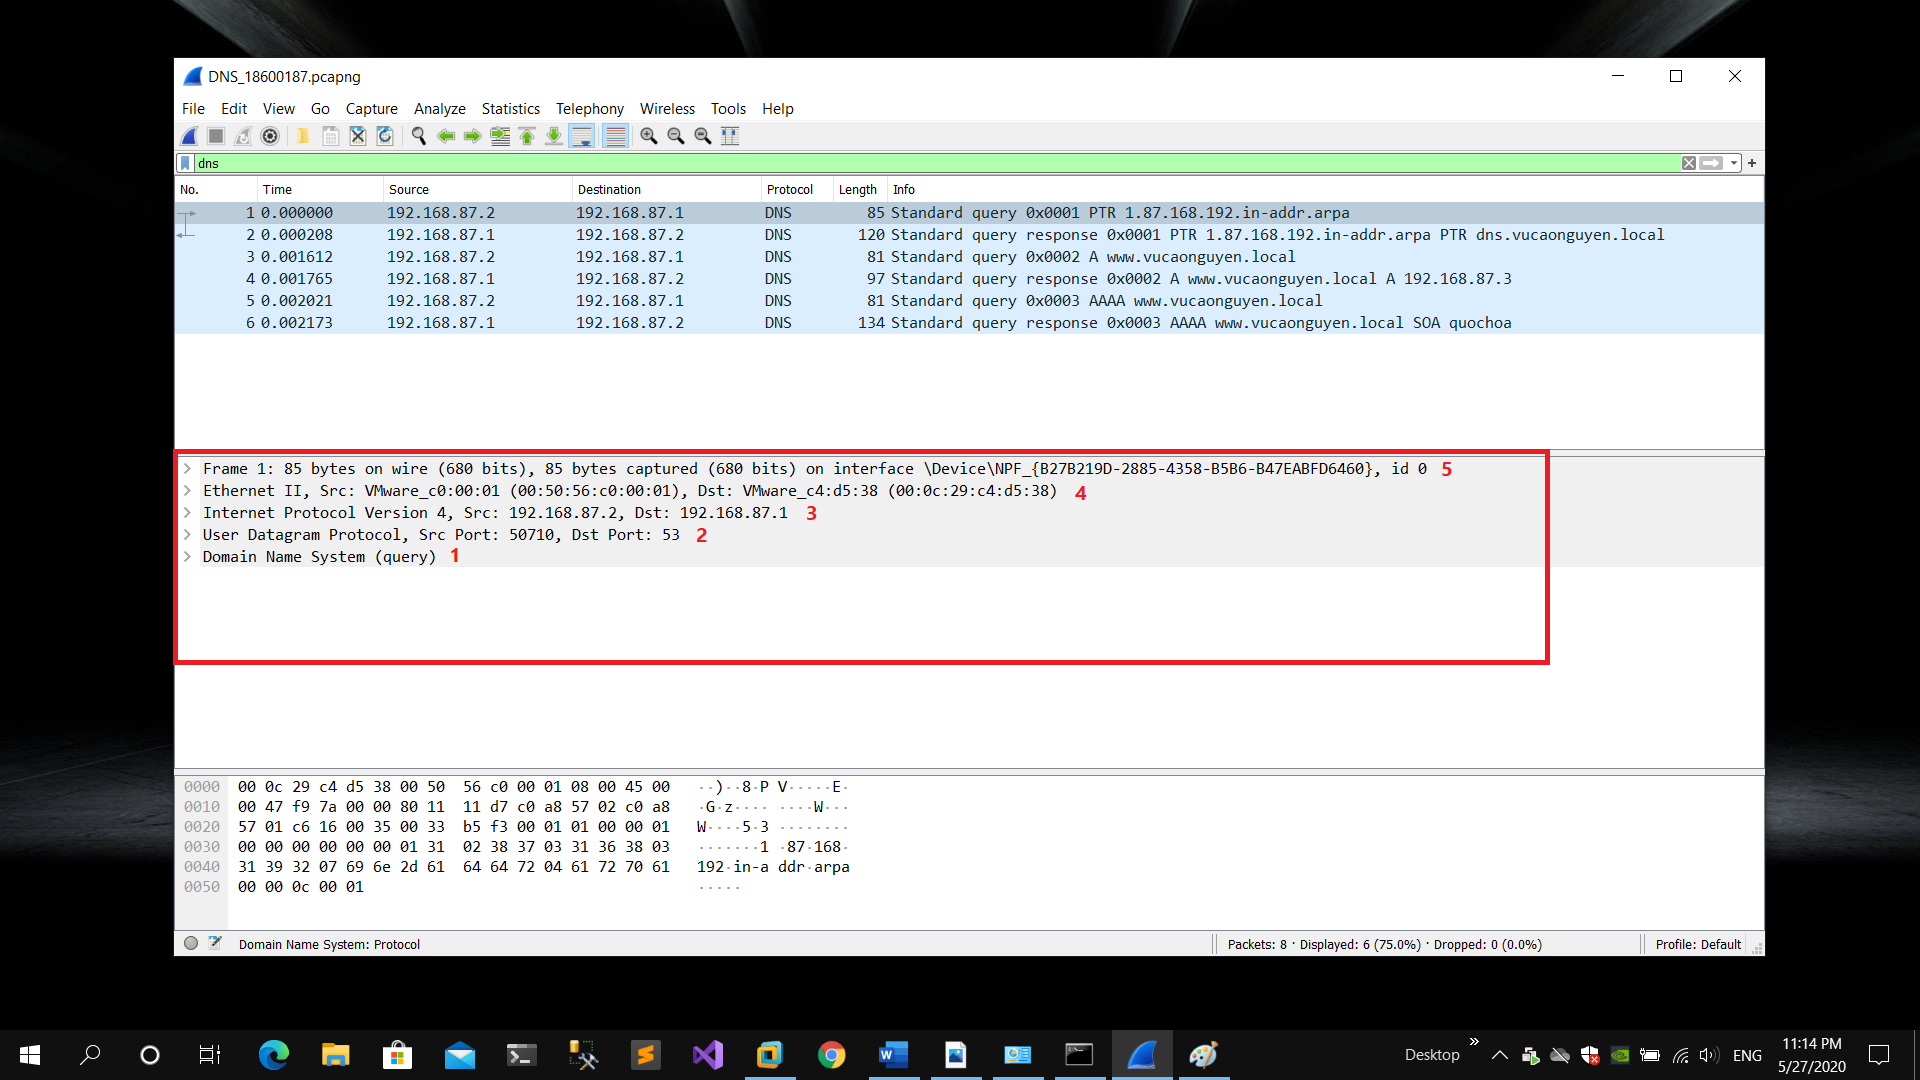 DNS_18600187.pcapng
File Edit View Go Capture Analyze Statistics Telephony Wireless Tools Help
dns
No. Time Source Destination Protocol Length Info
1 0.000000 192.168.87.2 192.168.87.1 DNS 85 Standard query 0x0001 PTR 1.87.168.192.in-addr.arpa
2 0.000208 192.168.87.1 192.168.87.2 DNS 120 Standard query response 0x0001 PTR 1.87.168.192.in-addr.arpa PTR dns.vucaonguyen.local
3 0.001612 192.168.87.2 192.168.87.1 DNS 81 Standard query 0x0002 A www.vucaonguyen.local
4 0.001765 192.168.87.1 192.168.87.2 DNS 97 Standard query response 0x0002 A www.vucaonguyen.local A 192.168.87.3
5 0.002021 192.168.87.2 192.168.87.1 DNS 81 Standard query 0x0003 AAAA www.vucaonguyen.local
6 0.002173 192.168.87.1 192.168.87.2 DNS 134 Standard query response 0x0003 AAAA www.vucaonguyen.local SOA quochoa
Frame 1: 85 bytes on wire (680 bits), 85 bytes captured (680 bits) on interface \Device\NPF_{B27B219D-2885-4358-B5B6-B47EABFD6460}, id 0 5
Ethernet II, Src: VMware_c0:00:01 (00:50:56:c0:00:01), Dst: VMware_c4:d5:38 (00:0c:29:c4:d5:38) 4
Internet Protocol Version 4, Src: 192.168.87.2, Dst: 192.168.87.1 3
User Datagram Protocol, Src Port: 50710, Dst Port: 53 2
Domain Name System (query) 1
0000 00 0c 29 c4 d5 38 00 50 56 c0 00 01 08 00 45 00 ··)··8·P V·····E·
0010 00 47 f9 7a 00 00 80 11 11 d7 c0 a8 57 02 c0 a8 ·G·z···· ····W···
0020 57 01 c6 16 00 35 00 33 b5 f3 00 01 01 00 00 01 W····5·3 ········
0030 00 00 00 00 00 00 01 31 02 38 37 03 31 36 38 03 ·······1 ·87·168·
0040 31 39 32 07 69 6e 2d 61 64 64 72 04 61 72 70 61 192·in-a ddr·arpa
0050 00 00 0c 00 01 ·····
Domain Name System: Protocol Packets: 8 · Displayed: 6 (75.0%) · Dropped: 0 (0.0%) Profile: Default
Desktop » ENG 11:14 PM
5/27/2020